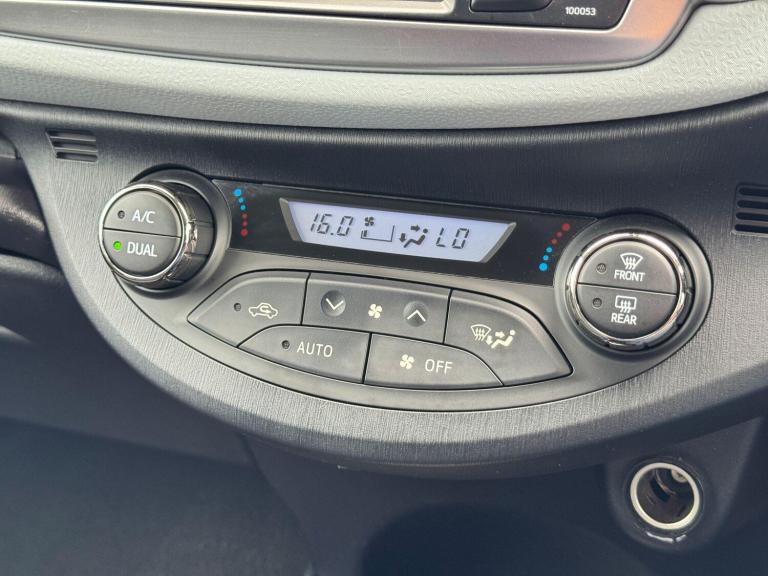 100053
A/C
DUAL
16.0
LO
FRONT
REAR
AUTO
OFF